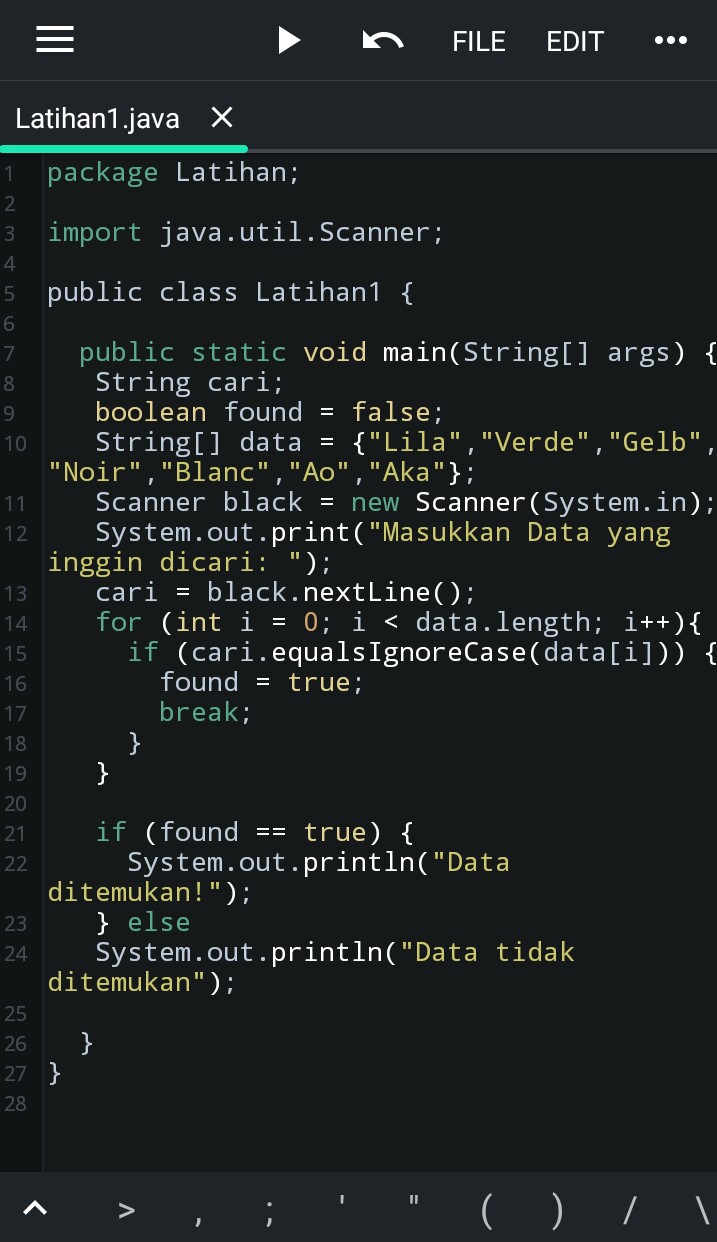 FILE EDIT
Latihan1.java
1 package Latihan;
2
3 import java.util.Scanner;
4
5 public class Latihan1 {
6
7 public static void main(String[] args) {
8 String cari;
9 boolean found = false;
10 String[] data = {"Lila","Verde","Gelb",
"Noir","Blanc","Ao","Aka"};
11 Scanner black = new Scanner(System.in);
12 System.out.print("Masukkan Data yang
inggin dicari: ");
13 cari = black.nextLine();
14 for (int i = 0; i < data.length; i++){
15 if (cari.equalsIgnoreCase(data[i])) {
16 found = true;
17 break;
18 }
19 }
20
21 if (found == true) {
22 System.out.println("Data
ditemukan!");
23 } else
24 System.out.println("Data tidak
ditemukan");
25
26 }
27 }
28
> , ; ' " ( ) / \